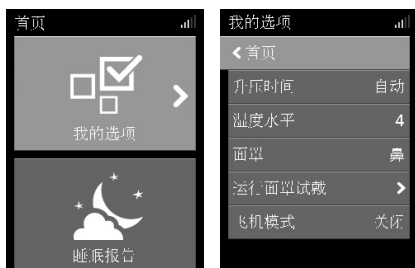 首页
我的选项
睡眠报告
我的选项
首页
升压时间 自动
湿度水平 4
面罩 鼻
运行面罩试戴
飞机模式 关闭